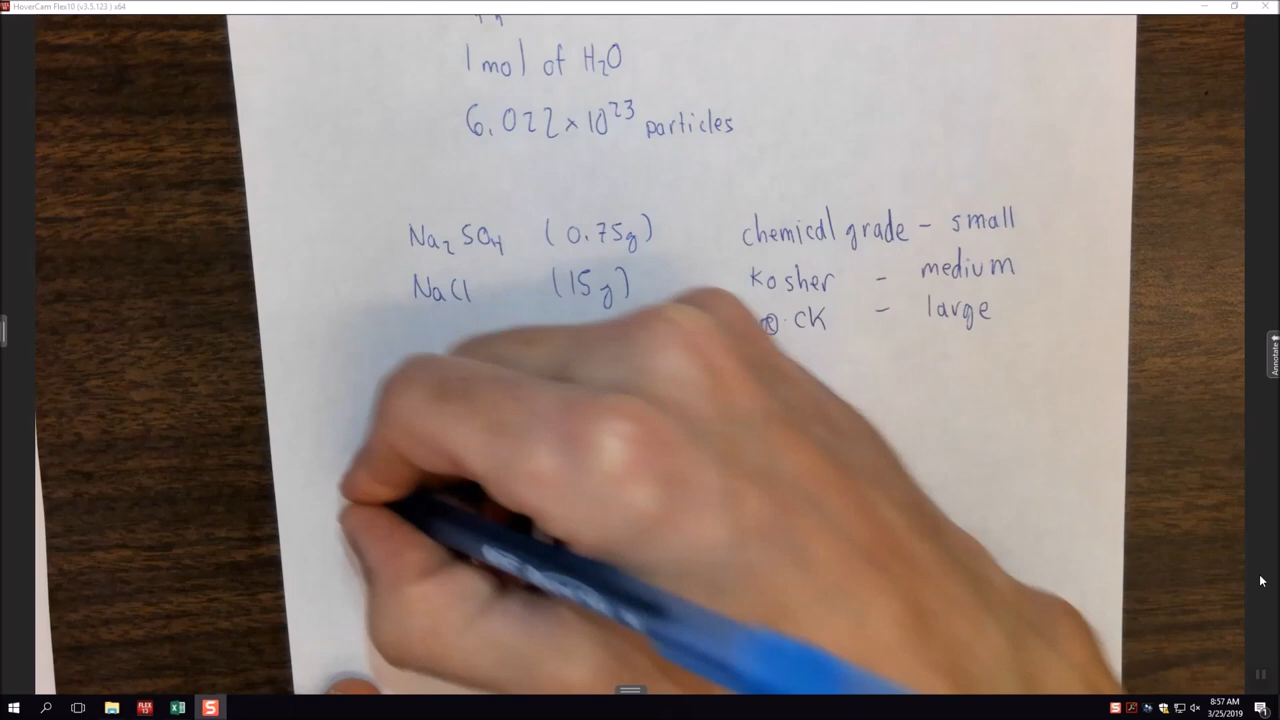 HoverCam Flex10 (v3.5.123) x64
1 mol of H₂O
6.022 × 10²³ particles
Na₂SO₄ (0.75g) chemical grade - small
NaCl (15g) kosher - medium
CK - large
Annotate
8:57 AM
3/25/2019